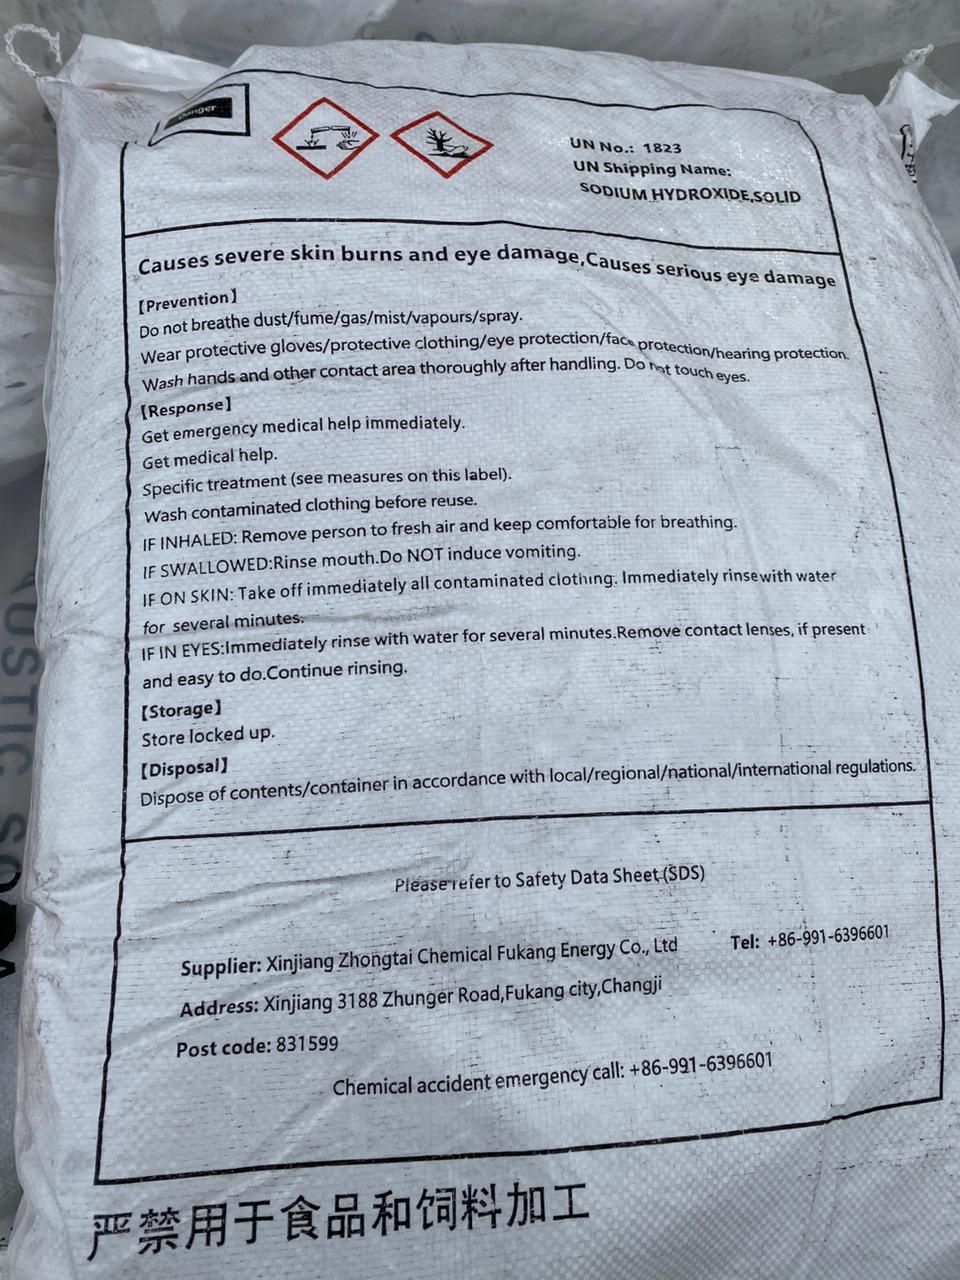 Danger
UN No.: 1823
UN Shipping Name:
SODIUM HYDROXIDE,SOLID
Causes severe skin burns and eye damage,Causes serious eye damage
【Prevention】
Do not breathe dust/fume/gas/mist/vapours/spray.
Wear protective gloves/protective clothing/eye protection/face protection/hearing protection.
Wash hands and other contact area thoroughly after handling. Do not touch eyes.
【Response】
Get emergency medical help immediately.
Get medical help.
Specific treatment (see measures on this label).
Wash contaminated clothing before reuse.
IF INHALED: Remove person to fresh air and keep comfortable for breathing.
IF SWALLOWED:Rinse mouth.Do NOT induce vomiting.
IF ON SKIN: Take off immediately all contaminated clothing. Immediately rinse with water
for several minutes.
IF IN EYES:Immediately rinse with water for several minutes.Remove contact lenses, if present
and easy to do.Continue rinsing.
【Storage】
Store locked up.
【Disposal】
Dispose of contents/container in accordance with local/regional/national/international regulations.
Please refer to Safety Data Sheet (SDS)
Supplier: Xinjiang Zhongtai Chemical Fukang Energy Co., Ltd Tel: +86-991-6396601
Address: Xinjiang 3188 Zhunger Road,Fukang city,Changji
Post code: 831599
Chemical accident emergency call: +86-991-6396601
严禁用于食品和饲料加工